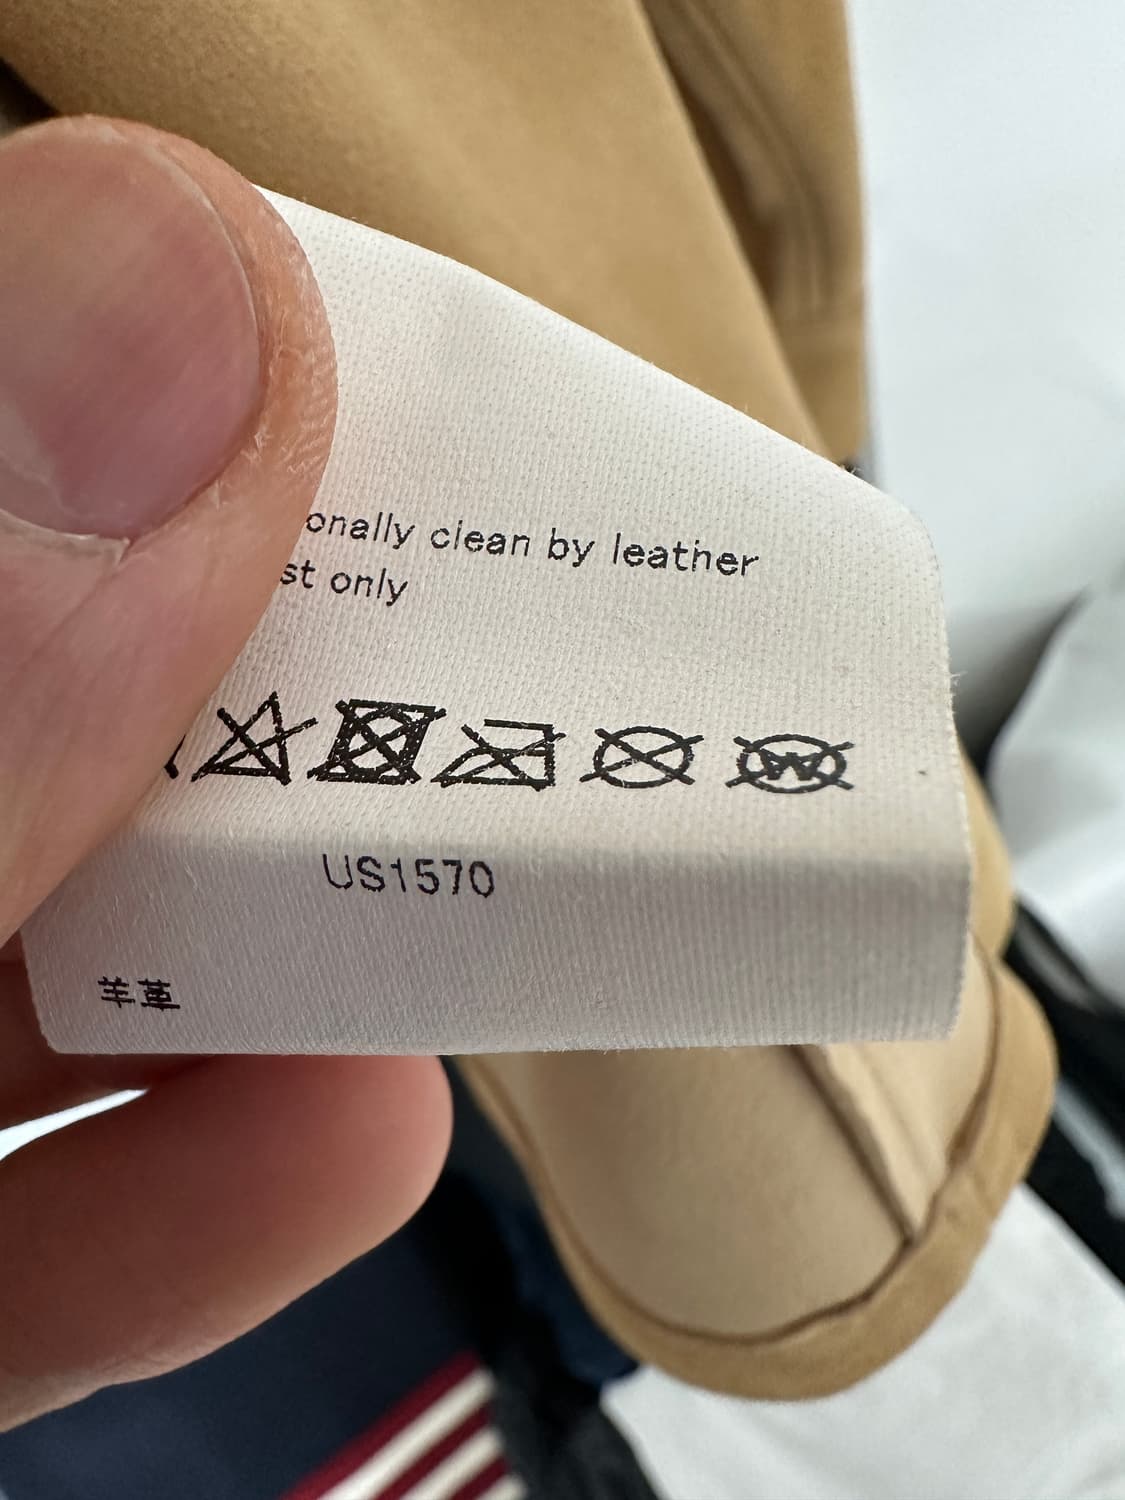 onally clean by leather
st only
W
US1570
羊革